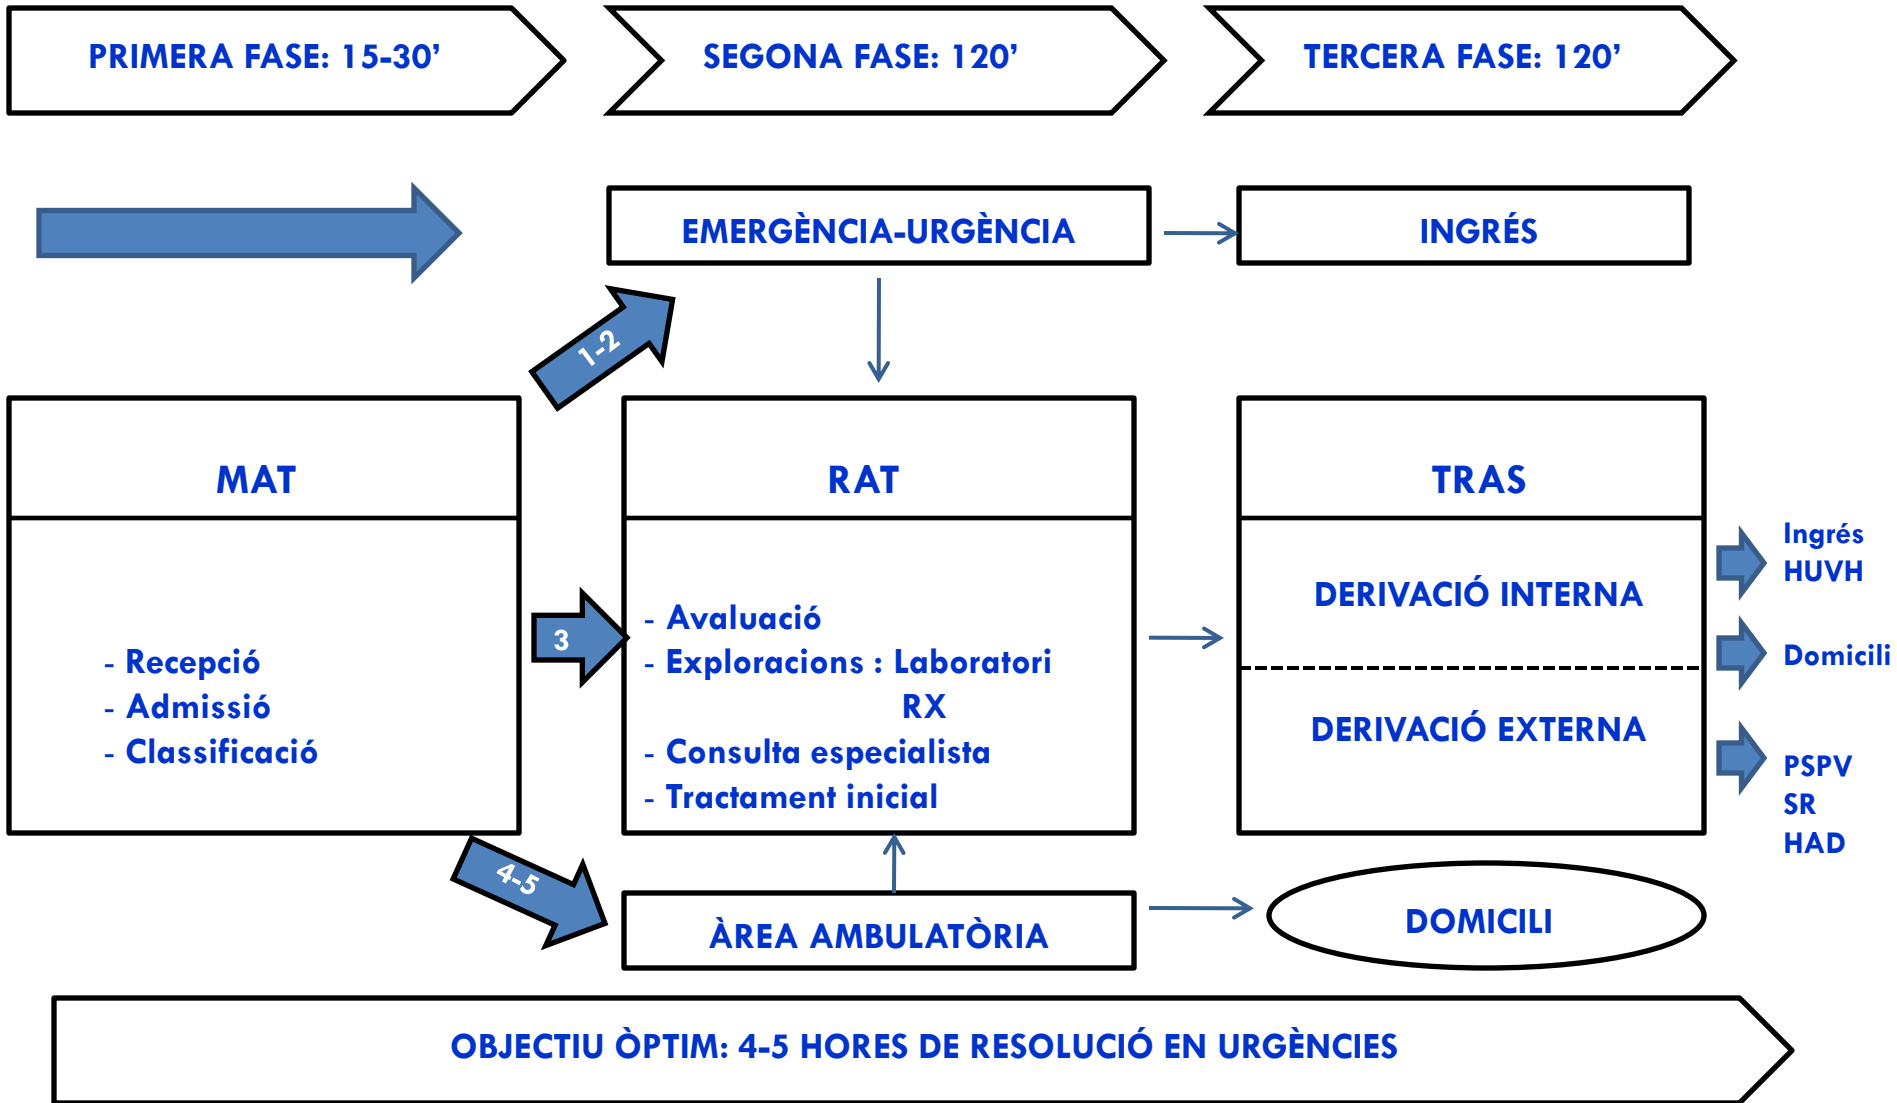 PRIMERA FASE: 15-30’
SEGONA FASE: 120’
TERCERA FASE: 120’
EMERGÈNCIA-URGÈNCIA
INGRÉS
1-2
MAT
- Recepció
- Admissió
- Classificació
3
RAT
- Avaluació
- Exploracions : Laboratori
RX
- Consulta especialista
- Tractament inicial
TRAS
DERIVACIÓ INTERNA
DERIVACIÓ EXTERNA
Ingrés
HUVH
Domicili
PSPV
SR
HAD
4-5
ÀREA AMBULATÒRIA
DOMICILI
OBJECTIU ÒPTIM: 4-5 HORES DE RESOLUCIÓ EN URGÈNCIES